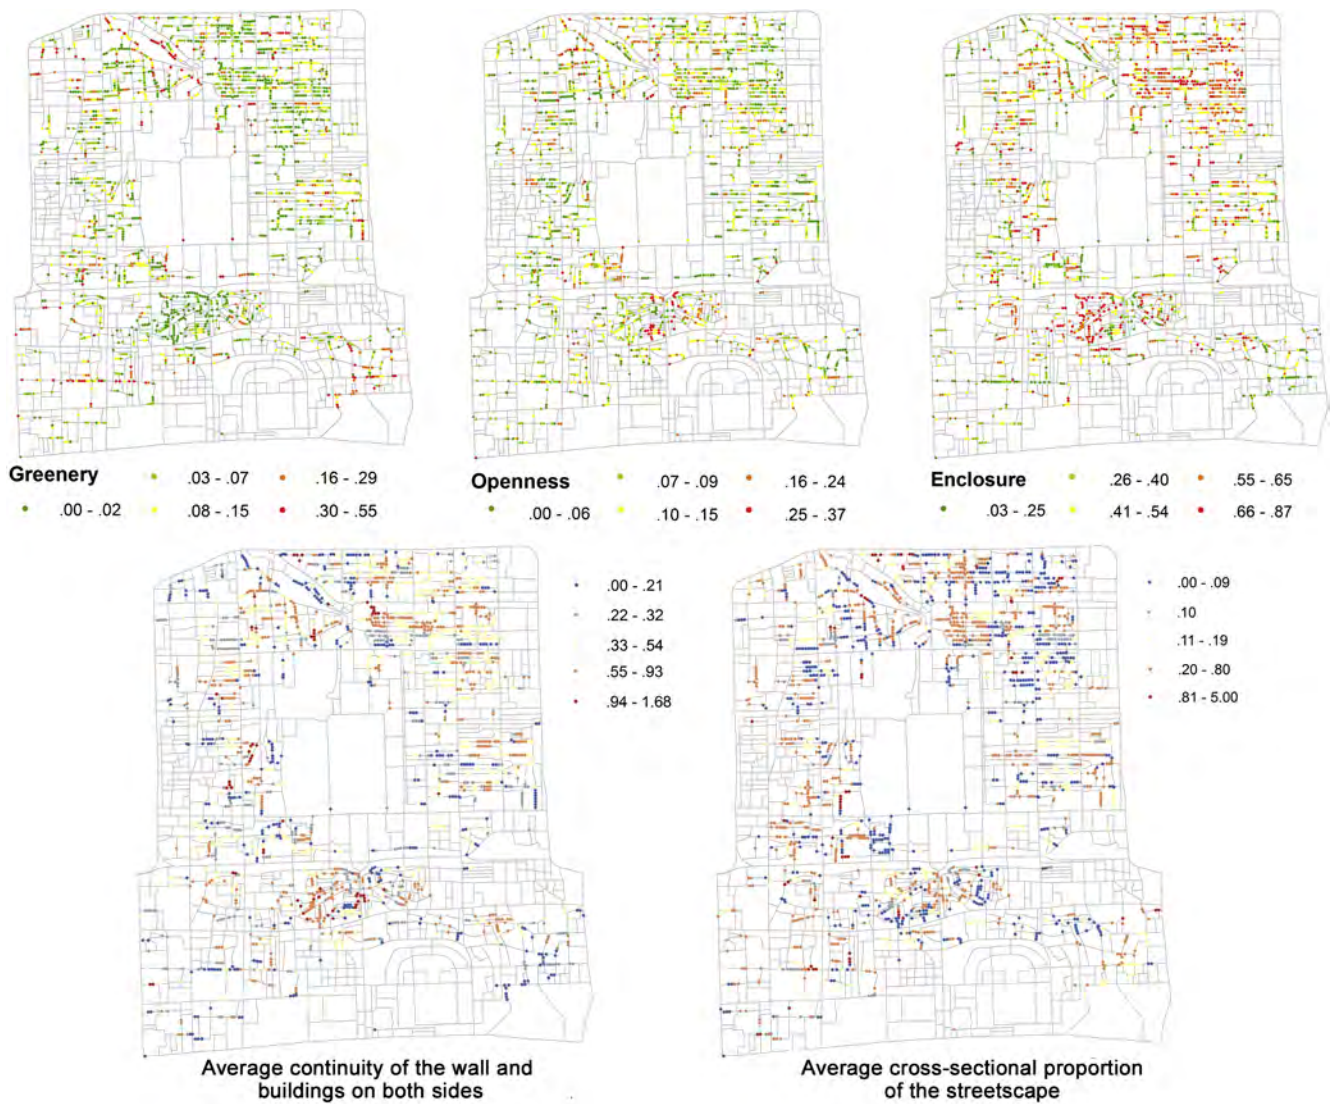 Greenery
.03 - .07
.16 - .29
.00 - .02
.08 - .15
.30 - .55
Openness
.07 - .09
.16 - .24
.00 - .06
.10 - .15
.25 - .37
Enclosure
.26 - .40
.55 - .65
.03 - .25
.41 - .54
.66 - .87
.00 - .21
.22 - .32
.33 - .54
.55 - .93
.94 - 1.68
.00 - .09
.10
.11 - .19
.20 - .80
.81 - 5.00
Average continuity of the wall and
buildings on both sides
Average cross-sectional proportion
of the streetscape